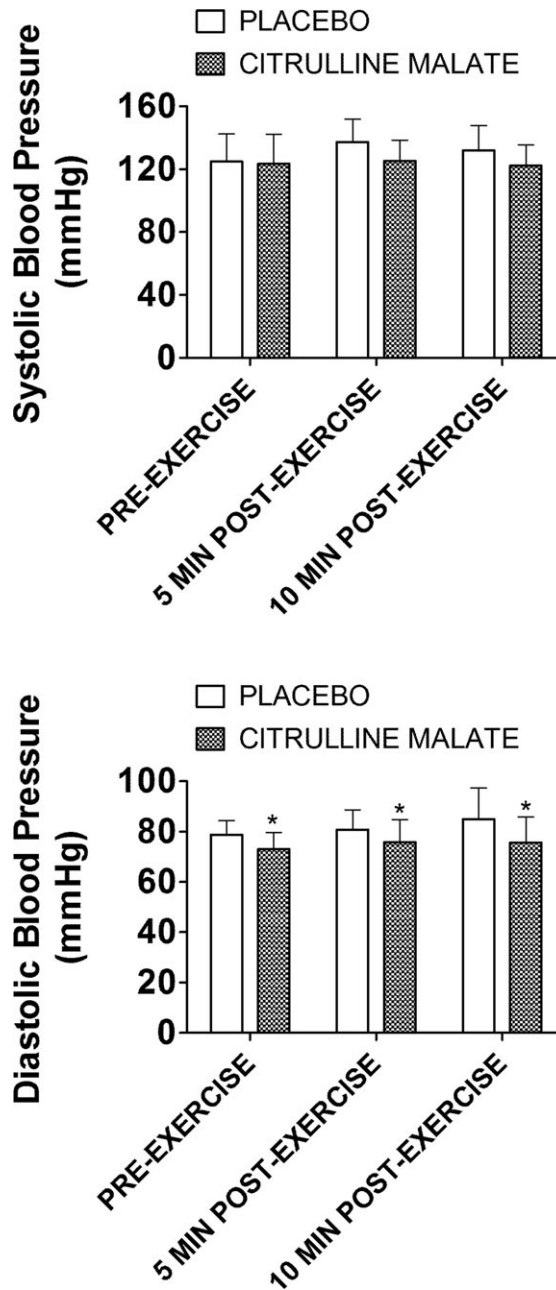 PLACEBO
CITRULLINE MALATE
Systolic Blood Pressure
(mmHg)
160
120
80
40
0
PRE-EXERCISE
5 MIN POST-EXERCISE
10 MIN POST-EXERCISE
PLACEBO
CITRULLINE MALATE
Diastolic Blood Pressure
(mmHg)
100
80
60
40
20
0
* * *
PRE-EXERCISE
5 MIN POST-EXERCISE
10 MIN POST-EXERCISE